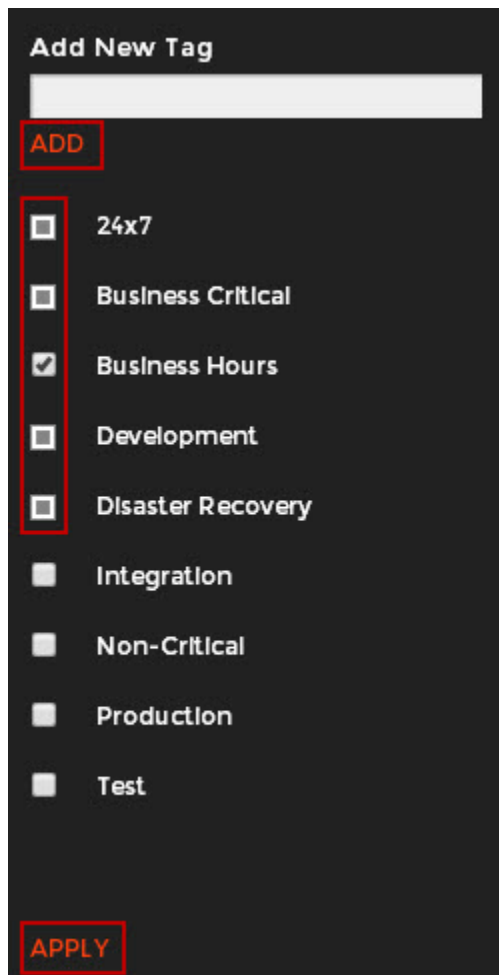 Add New Tag
ADD
24x7
Business Critical
Business Hours
Development
Disaster Recovery
Integration
Non-Critical
Production
Test
APPLY